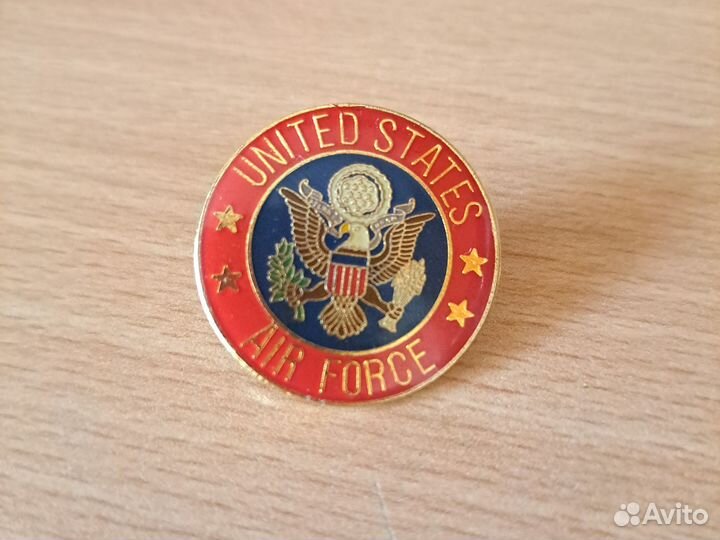 UNITED STATES
AIR FORCE
Avito